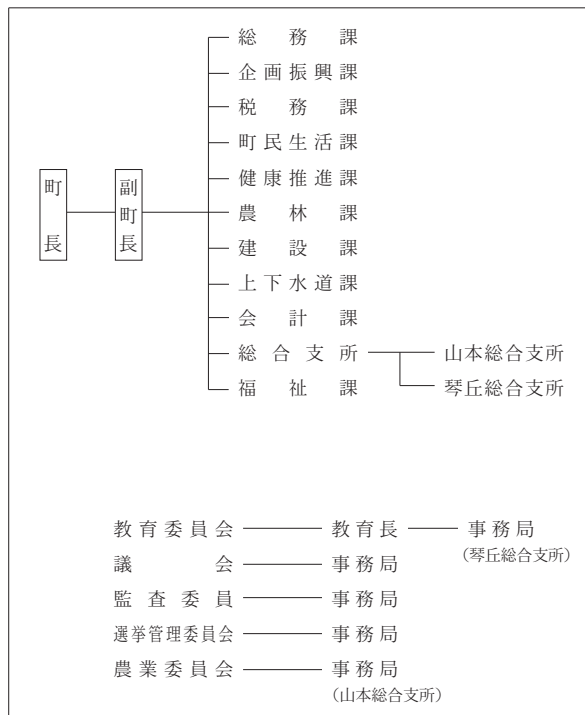 町長
副町長
総務課
企画振興課
税務課
町民生活課
健康推進課
農林課
建設課
上下水道課
会計課
総合支所 山本総合支所
琴丘総合支所
福祉課
教育委員会 教育長 事務局
(琴丘総合支所)
議会 事務局
監査委員 事務局
選挙管理委員会 事務局
農業委員会 事務局
(山本総合支所)